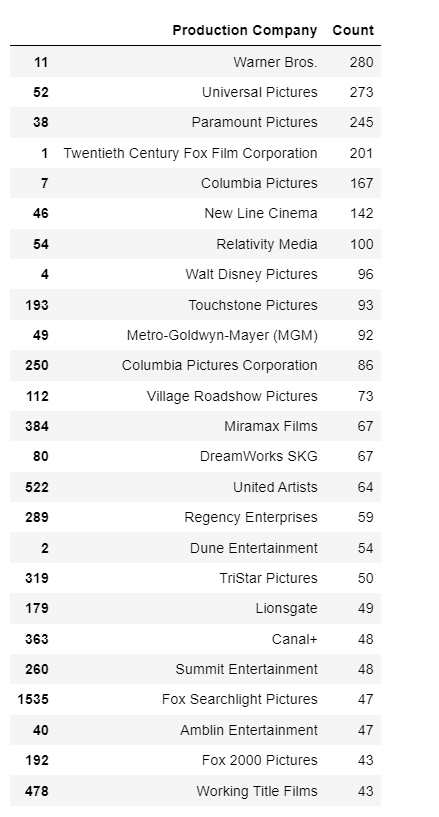 Production Company Count
11 Warner Bros. 280
52 Universal Pictures 273
38 Paramount Pictures 245
1 Twentieth Century Fox Film Corporation 201
7 Columbia Pictures 167
46 New Line Cinema 142
54 Relativity Media 100
4 Walt Disney Pictures 96
193 Touchstone Pictures 93
49 Metro-Goldwyn-Mayer (MGM) 92
250 Columbia Pictures Corporation 86
112 Village Roadshow Pictures 73
384 Miramax Films 67
80 DreamWorks SKG 67
522 United Artists 64
289 Regency Enterprises 59
2 Dune Entertainment 54
319 TriStar Pictures 50
179 Lionsgate 49
363 Canal+ 48
260 Summit Entertainment 48
1535 Fox Searchlight Pictures 47
40 Amblin Entertainment 47
192 Fox 2000 Pictures 43
478 Working Title Films 43